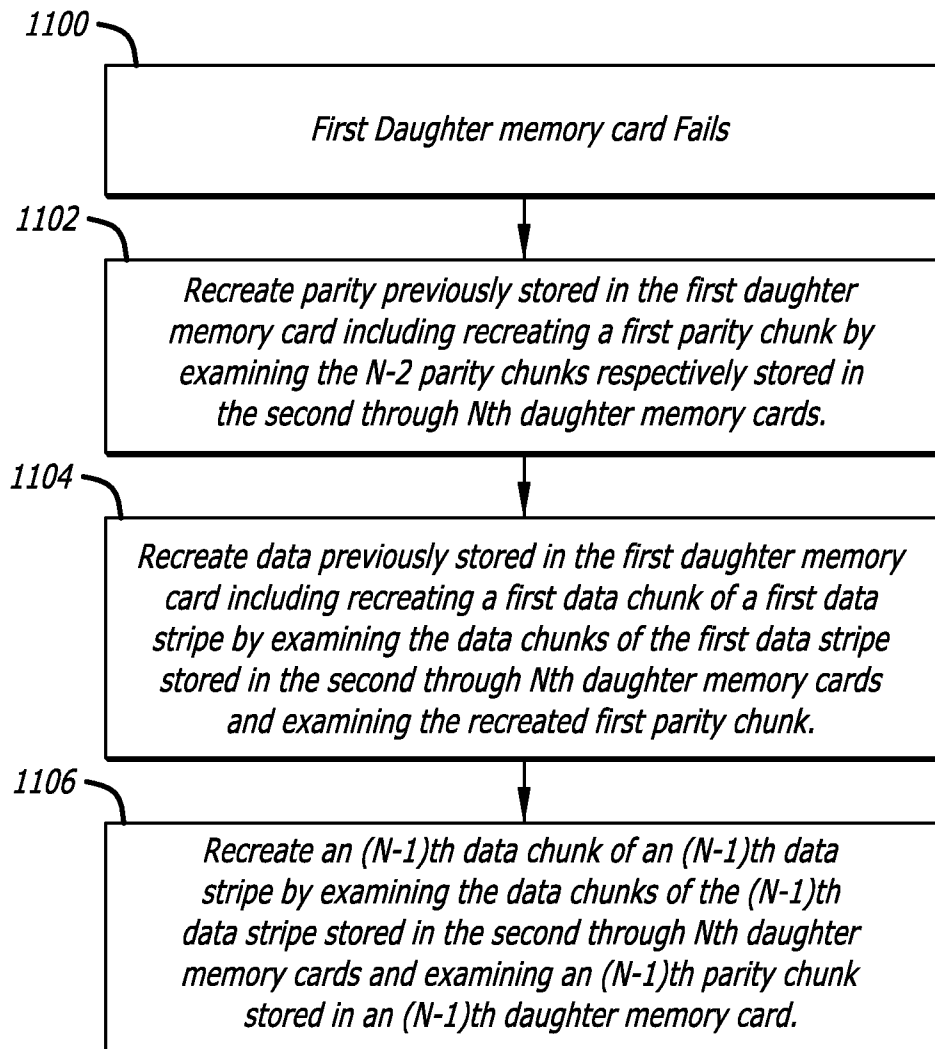 1100
First Daughter memory card Fails
1102
Recreate parity previously stored in the first daughter
memory card including recreating a first parity chunk by
examining the N-2 parity chunks respectively stored in
the second through Nth daughter memory cards.
1104
Recreate data previously stored in the first daughter memory
card including recreating a first data chunk of a first data
stripe by examining the data chunks of the first data stripe
stored in the second through Nth daughter memory cards
and examining the recreated first parity chunk.
1106
Recreate an (N-1)th data chunk of an (N-1)th data
stripe by examining the data chunks of the (N-1)th
data stripe stored in the second through Nth daughter
memory cards and examining an (N-1)th parity chunk
stored in an (N-1)th daughter memory card.